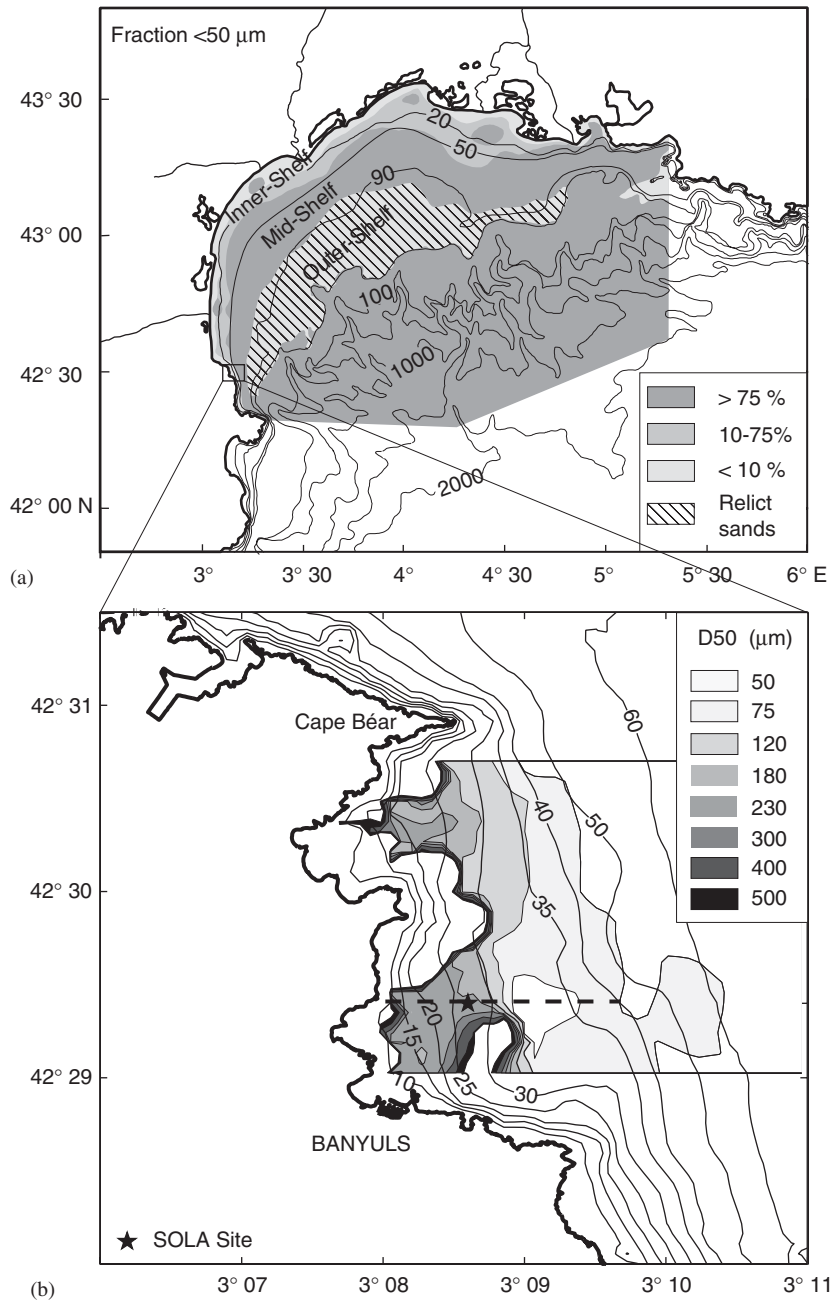 Fraction <50 μm
43° 30
43° 00
42° 30
42° 00 N
20
50
90
Inner-Shelf
Mid-Shelf
Outer-Shelf
100
1000
2000
> 75 %
10-75%
< 10 %
Relict
sands
(a)
3°
3° 30
4°
4° 30
5°
5° 30
6° E
D50 (μm)
50
75
120
180
230
300
400
500
42° 31
42° 30
42° 29
Cape Béar
60
50
40
35
20
15
10
25
30
BANYULS
SOLA Site
(b)
3° 07
3° 08
3° 09
3° 10
3° 11